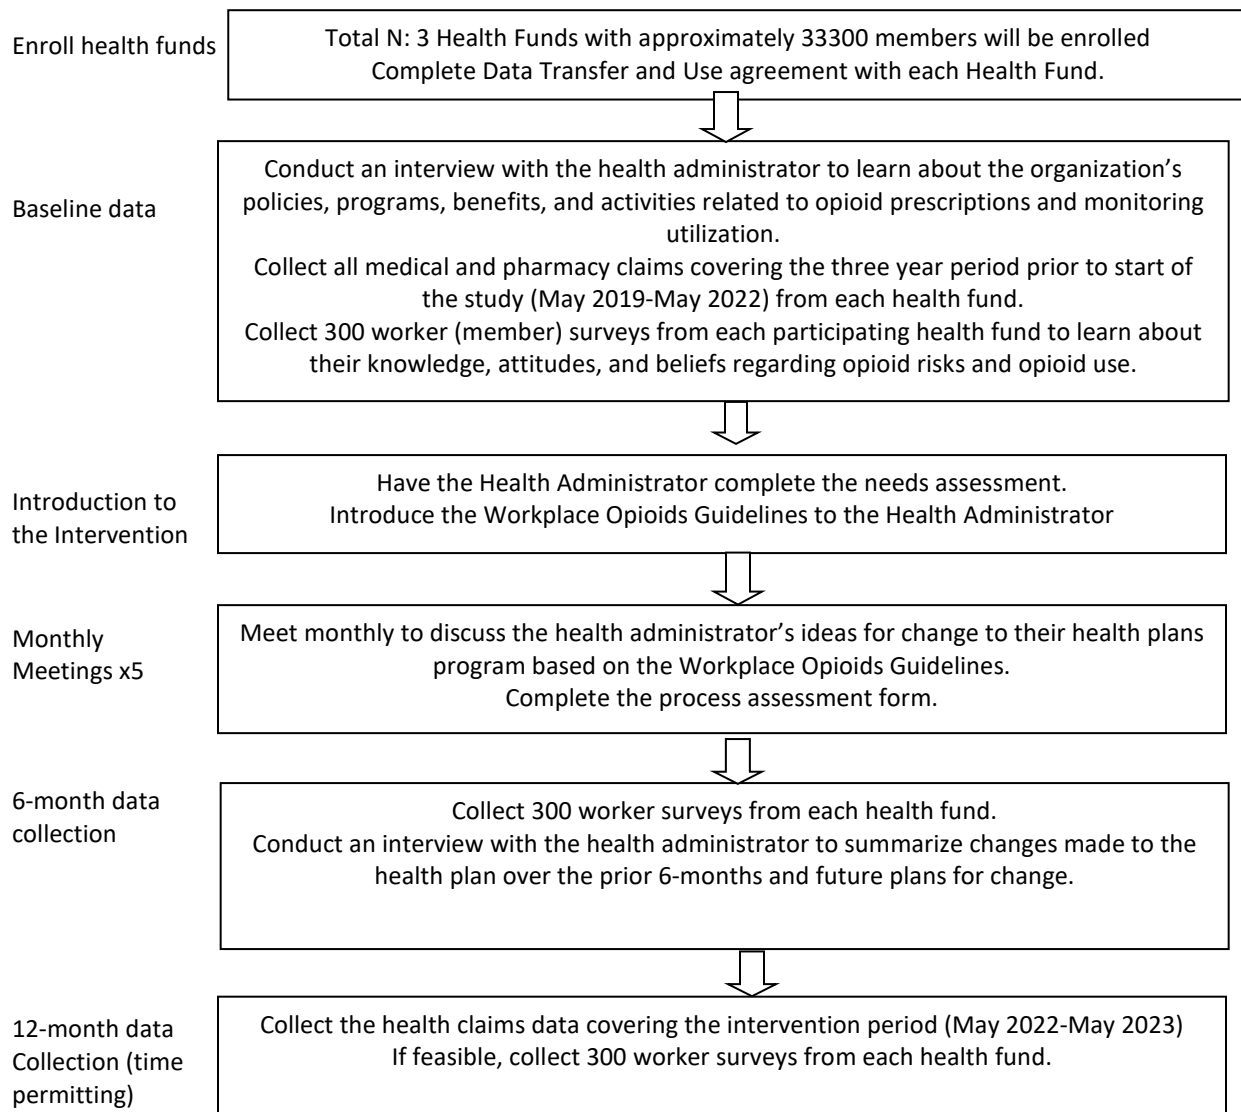 Enroll health funds
Total N: 3 Health Funds with approximately 33300 members will be enrolled
Complete Data Transfer and Use agreement with each Health Fund.
Baseline data
Conduct an interview with the health administrator to learn about the organization’s
policies, programs, benefits, and activities related to opioid prescriptions and monitoring
utilization.
Collect all medical and pharmacy claims covering the three year period prior to start of
the study (May 2019-May 2022) from each health fund.
Collect 300 worker (member) surveys from each participating health fund to learn about
their knowledge, attitudes, and beliefs regarding opioid risks and opioid use.
Introduction to
the Intervention
Have the Health Administrator complete the needs assessment.
Introduce the Workplace Opioids Guidelines to the Health Administrator
Monthly
Meetings x5
Meet monthly to discuss the health administrator’s ideas for change to their health plans
program based on the Workplace Opioids Guidelines.
Complete the process assessment form.
6-month data
collection
Collect 300 worker surveys from each health fund.
Conduct an interview with the health administrator to summarize changes made to the
health plan over the prior 6-months and future plans for change.
12-month data
Collection (time
permitting)
Collect the health claims data covering the intervention period (May 2022-May 2023)
If feasible, collect 300 worker surveys from each health fund.